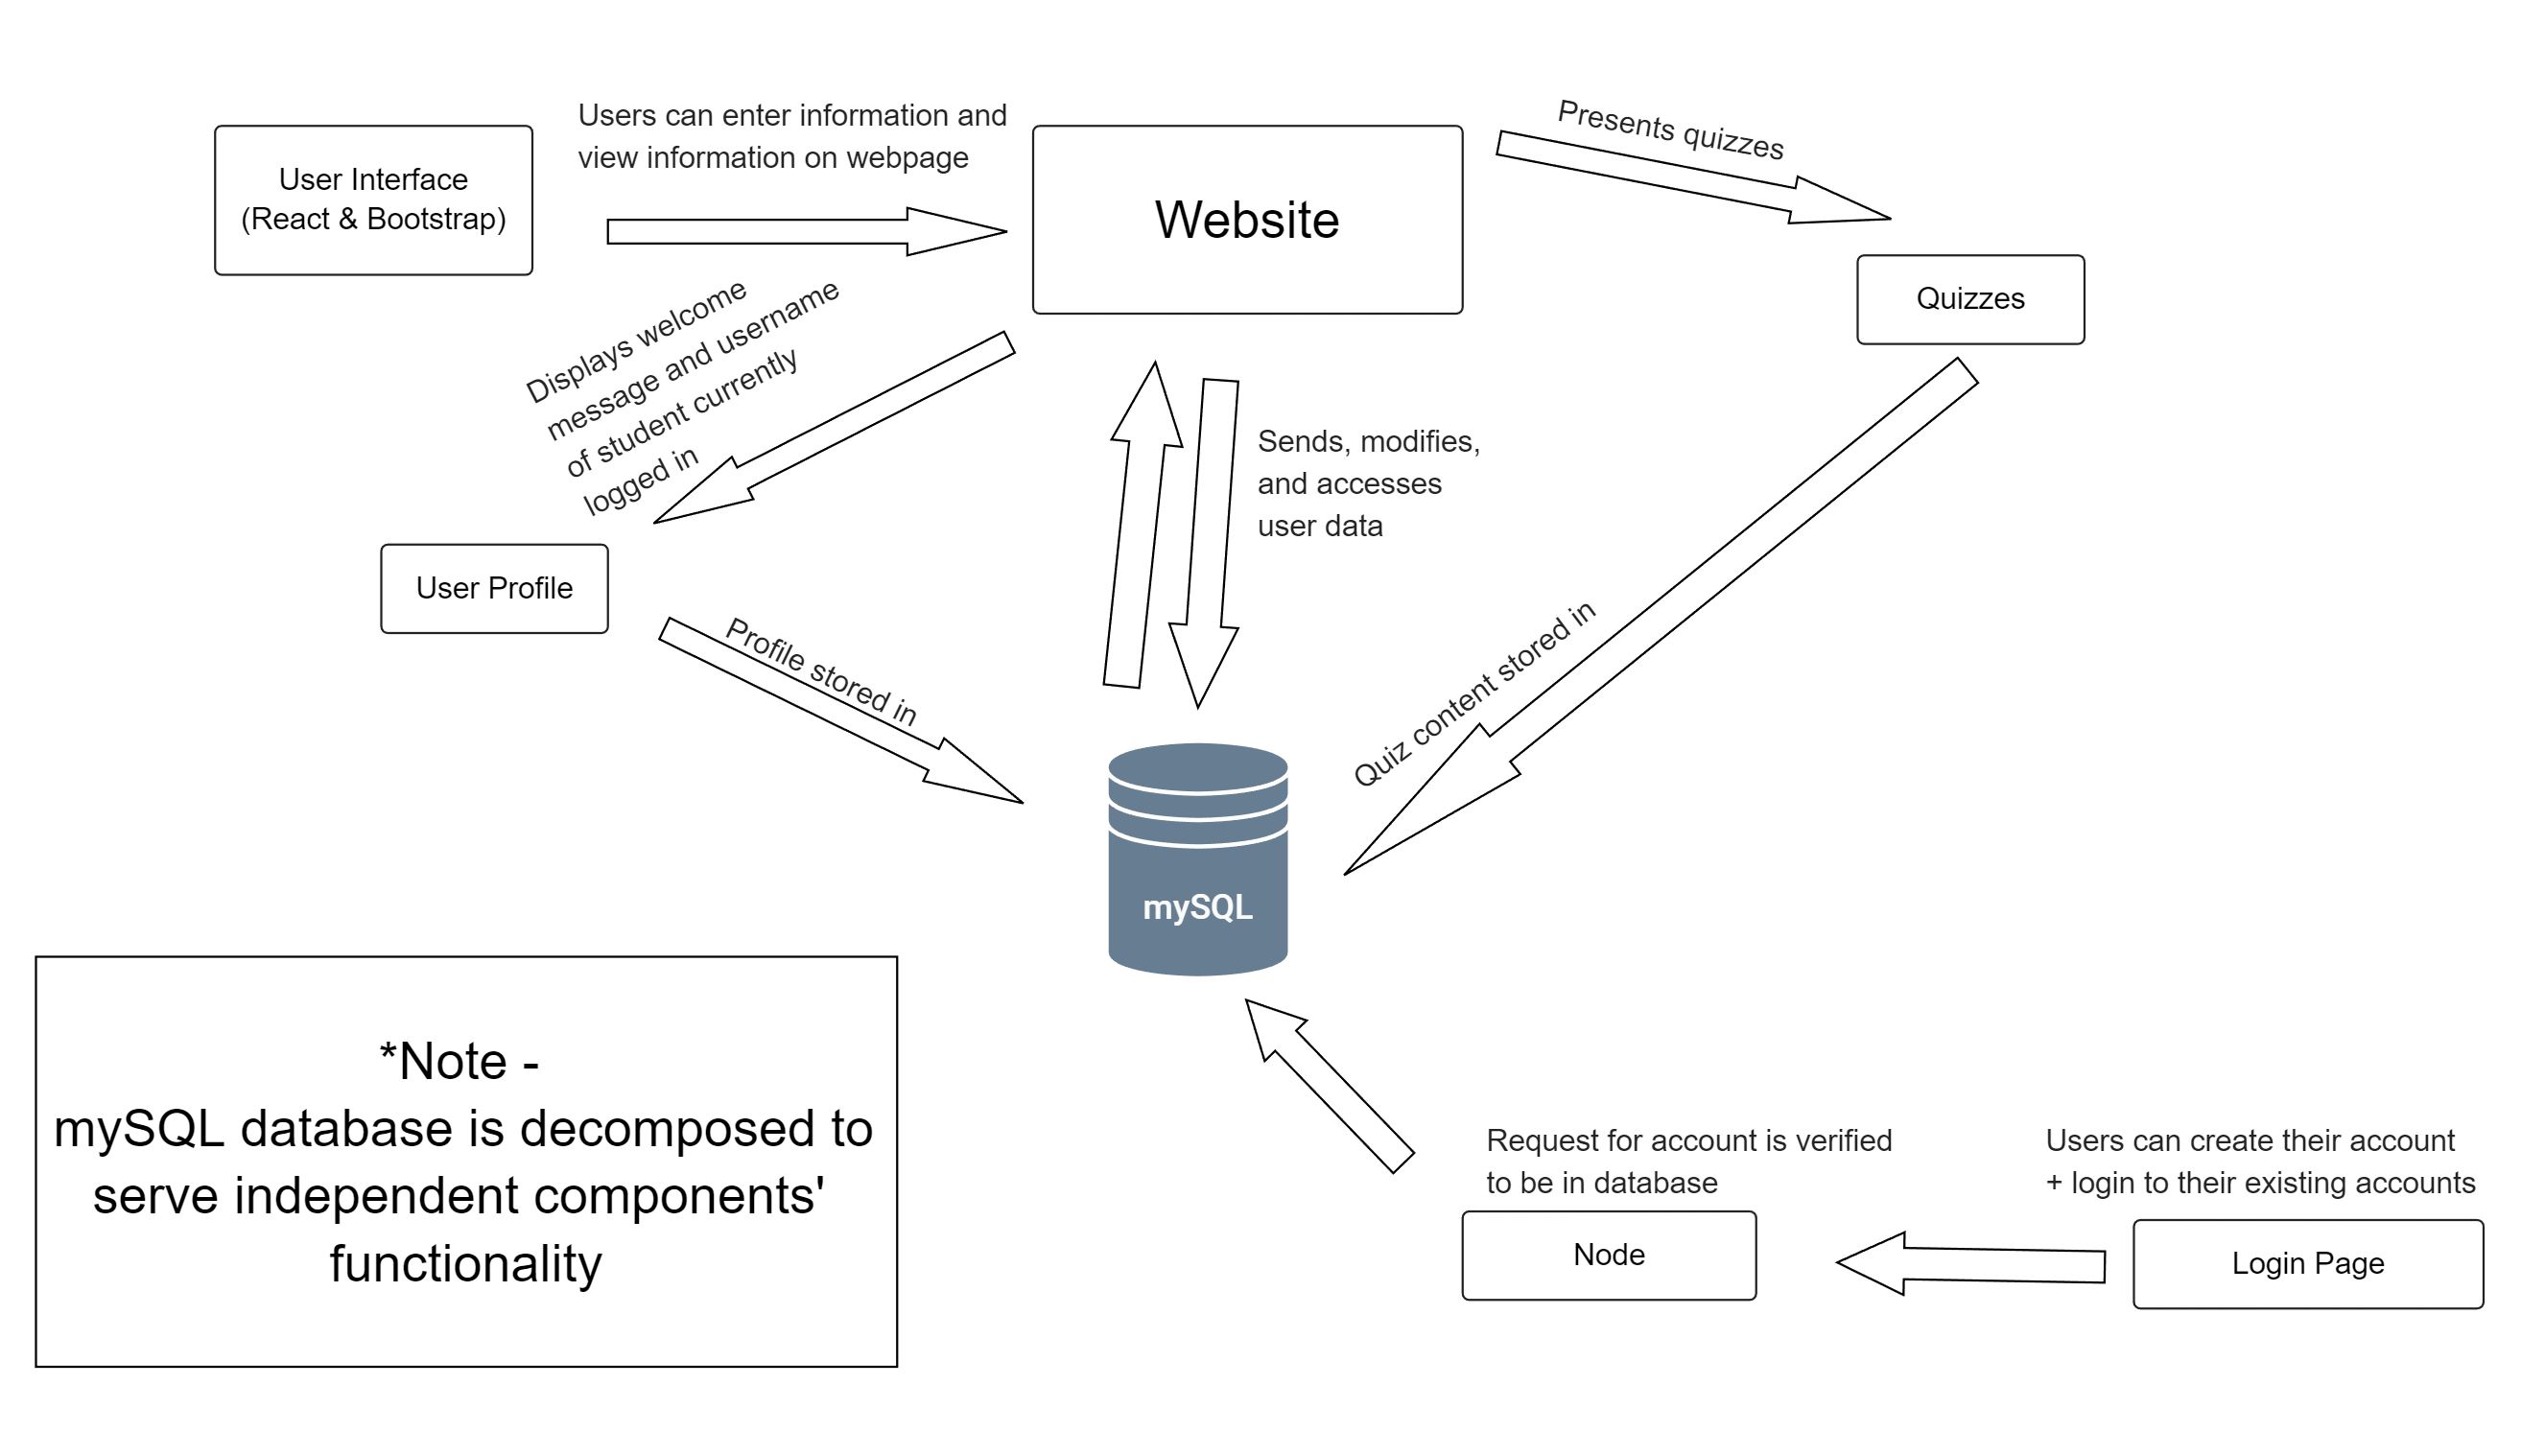 Users can enter information and
view information on webpage
Presents quizzes
User Interface
(React & Bootstrap)
Website
Quizzes
Displays welcome
message and username
of student currently
logged in
Sends, modifies,
and accesses
user data
User Profile
Profile stored in
Quiz content stored in
mySQL
*Note -
mySQL database is decomposed to
serve independent components'
functionality
Request for account is verified
to be in database
Node
Users can create their account
+ login to their existing accounts
Login Page